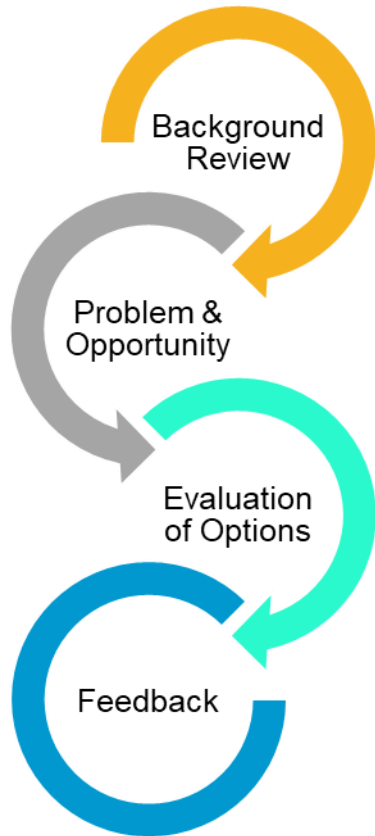 Background
Review
Problem &
Opportunity
Evaluation
of Options
Feedback